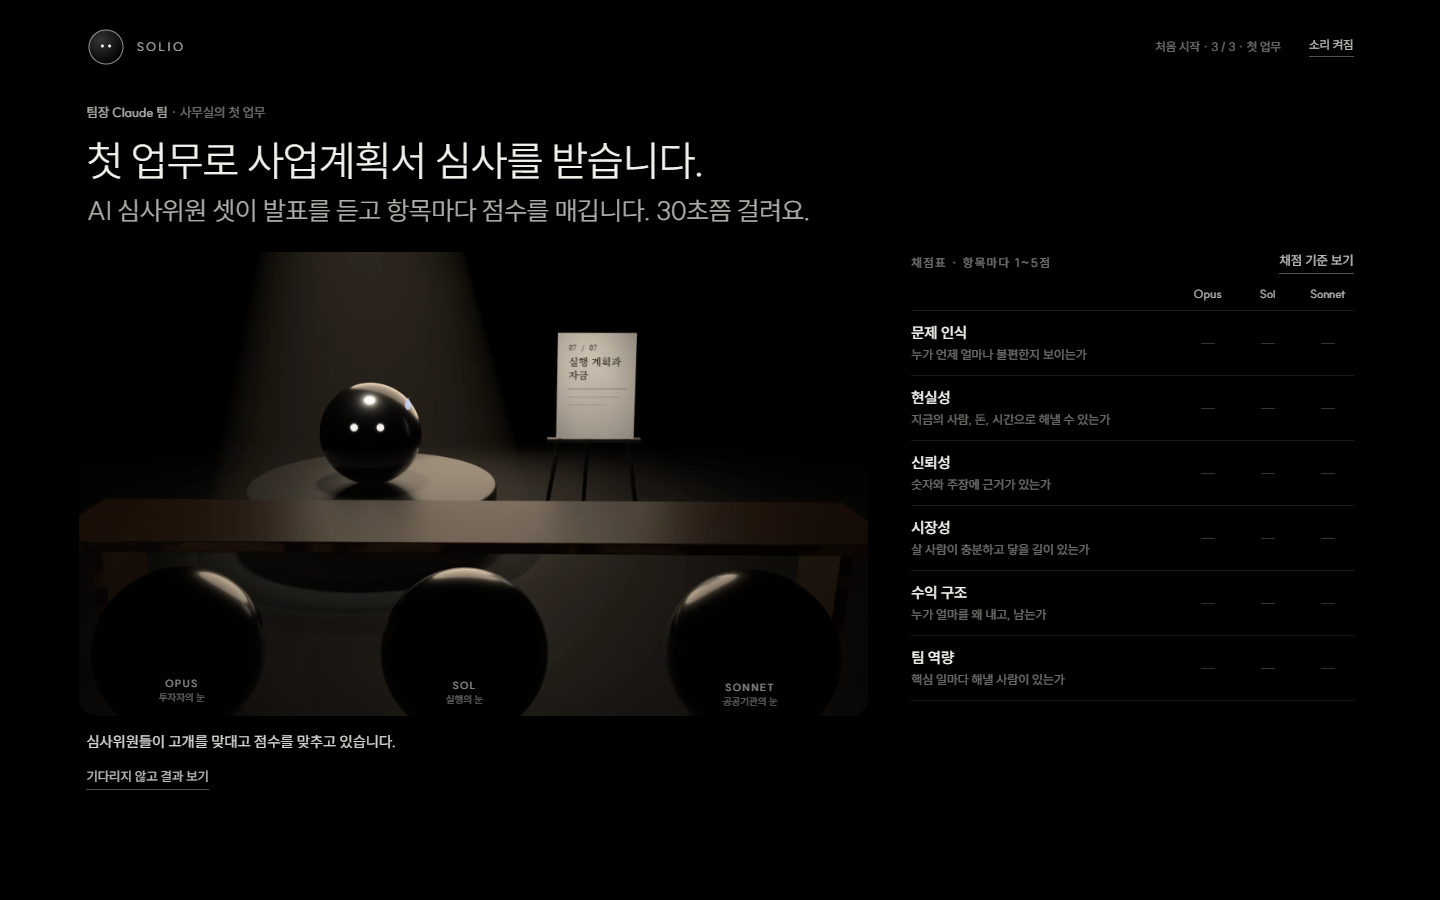 SOLIO
처음 시작 · 3 / 3 · 첫 업무
소리 켜짐
팀장 Claude 팀 · 사무실의 첫 업무
첫 업무로 사업계획서 심사를 받습니다.
AI 심사위원 셋이 발표를 듣고 항목마다 점수를 매깁니다. 30초쯤 걸려요.
07 / 07
실행 계획과
자금
OPUS
투자자의 눈
SOL
실행의 눈
SONNET
공공기관의 눈
심사위원들이 고개를 맞대고 점수를 맞추고 있습니다.
기다리지 않고 결과 보기
채점표 · 항목마다 1~5점
채점 기준 보기
Opus Sol Sonnet
문제 인식
누가 언제 얼마나 불편한지 보이는가
— — —
현실성
지금의 사람, 돈, 시간으로 해낼 수 있는가
— — —
신뢰성
숫자와 주장에 근거가 있는가
— — —
시장성
살 사람이 충분하고 닿을 길이 있는가
— — —
수익 구조
누가 얼마를 왜 내고, 남는가
— — —
팀 역량
핵심 일마다 해낼 사람이 있는가
— — —